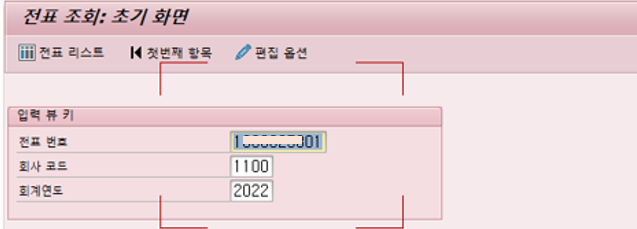 전표 조회: 초기 화면
전표 리스트 첫번째 항목 편집 옵션
입력 뷰 키
전표 번호
회사 코드 1100
회계연도 2022